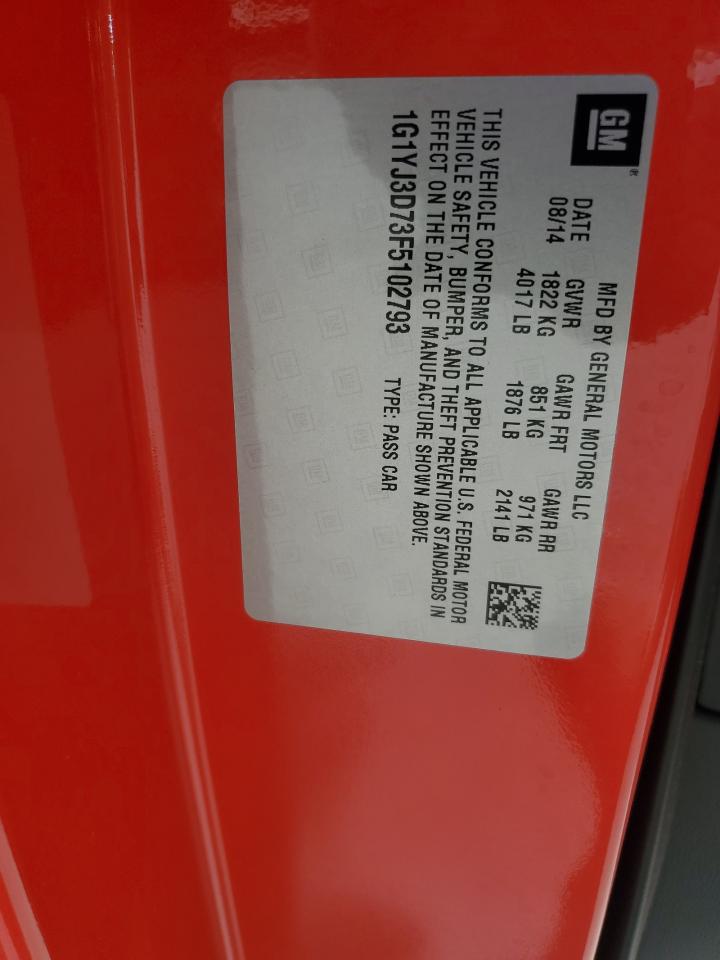 GM®
MFD BY GENERAL MOTORS LLC
DATE GVWR GAWR FRT GAWR RR
08/14 1822 KG 851 KG 971 KG
4017 LB 1876 LB 2141 LB
THIS VEHICLE CONFORMS TO ALL APPLICABLE U.S. FEDERAL MOTOR
VEHICLE SAFETY, BUMPER, AND THEFT PREVENTION STANDARDS IN
EFFECT ON THE DATE OF MANUFACTURE SHOWN ABOVE.
1G1YJ3D73F5102793 TYPE: PASS CAR